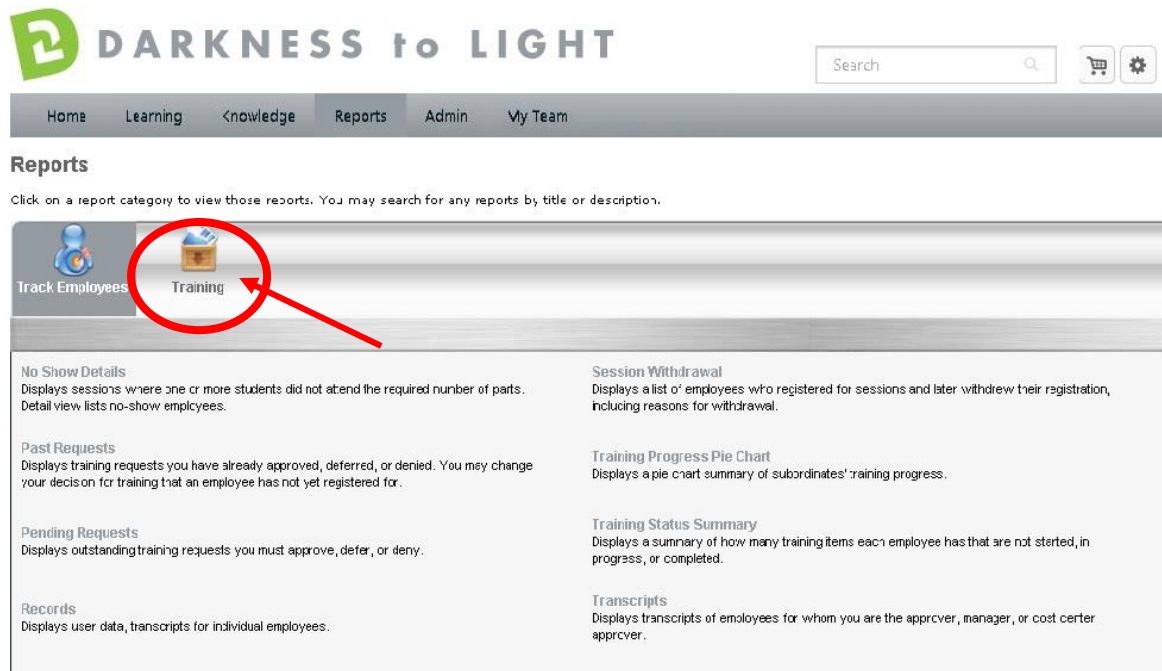 DARKNESS to LIGHT
Search
Home Learning Knowledge Reports Admin My Team
Reports
Click on a report category to view those reports. You may search for any reports by title or description.
Track Employees Training
No Show Details
Displays sessions where one or more students did not attend the required number of parts.
Detail view lists no-show employees.
Past Requests
Displays training requests you have already approved, deferred, or denied. You may change
your decision for training that an employee has not yet registered for.
Pending Requests
Displays outstanding training requests you must approve, defer, or deny.
Records
Displays user data, transcripts for individual employees.
Session Withdrawal
Displays a list of employees who registered for sessions and later withdrew their registration,
including reasons for withdrawal.
Training Progress Pie Chart
Displays a pie chart summary of subordinates' training progress.
Training Status Summary
Displays a summary of how many training items each employee has that are not started, in
progress, or completed.
Transcripts
Displays transcripts of employees for whom you are the approver, manager, or cost center
approver.